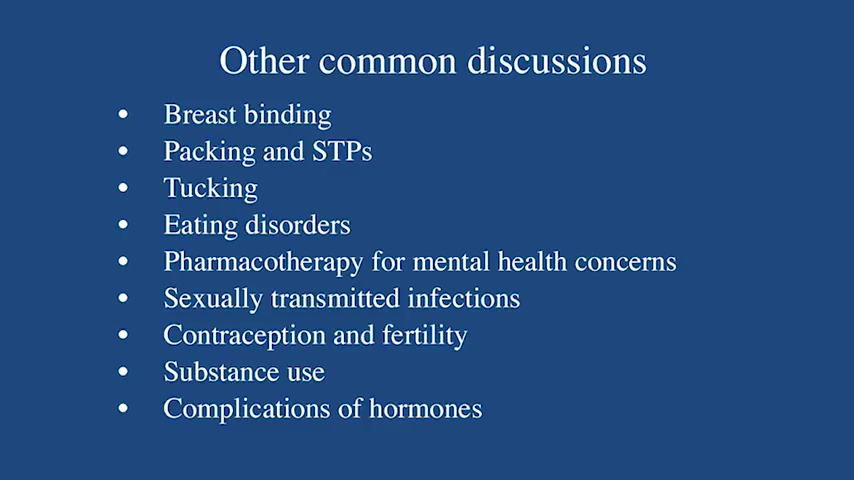 Other common discussions
• Breast binding
• Packing and STPs
• Tucking
• Eating disorders
• Pharmacotherapy for mental health concerns
• Sexually transmitted infections
• Contraception and fertility
• Substance use
• Complications of hormones